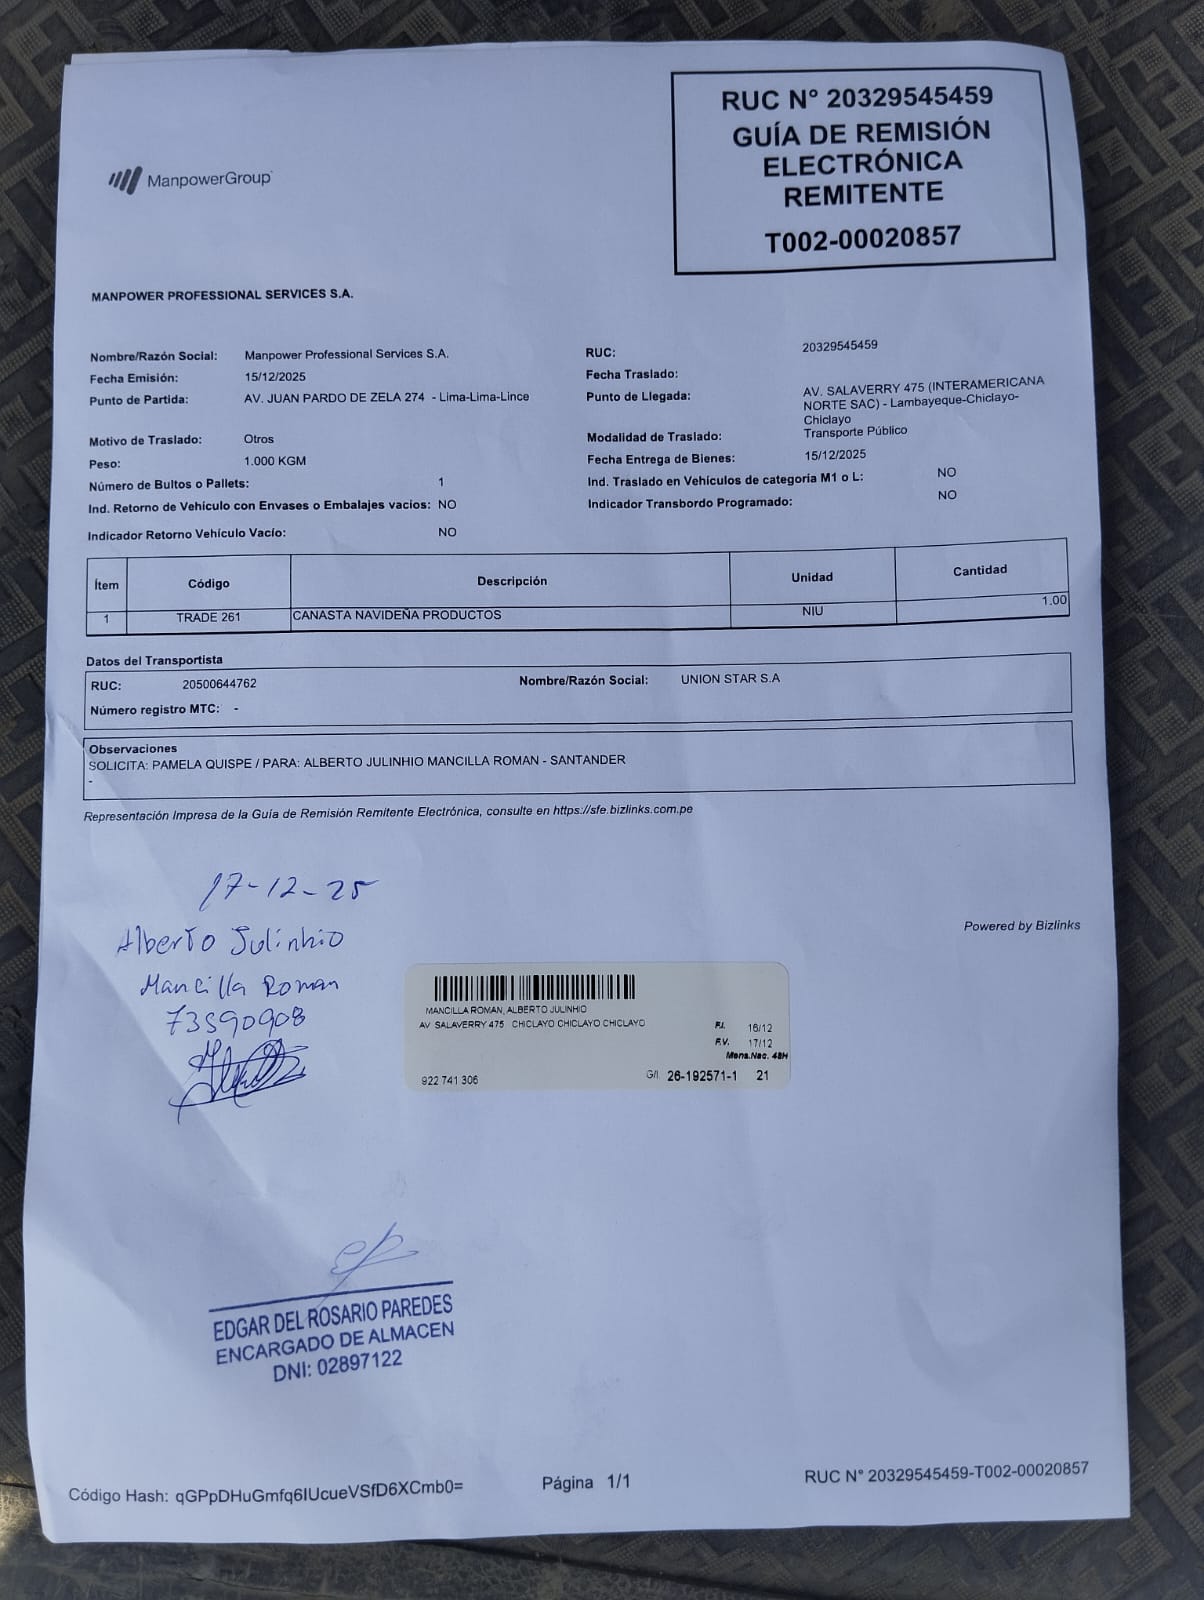 RUC N° 20329545459
GUÍA DE REMISIÓN
ELECTRÓNICA
REMITENTE
T002-00020857
ManpowerGroup
MANPOWER PROFESSIONAL SERVICES S.A.
Nombre/Razón Social: Manpower Professional Services S.A.
RUC: 20329545459
Fecha Emisión: 15/12/2025
Fecha Traslado:
Punto de Partida: AV. JUAN PARDO DE ZELA 274 - Lima-Lima-Lince
Punto de Llegada: AV. SALAVERRY 475 (INTERAMERICANA
NORTE SAC) - Lambayeque-Chiclayo-
Chiclayo
Motivo de Traslado: Otros
Modalidad de Traslado: Transporte Público
Peso: 1.000 KGM
Fecha Entrega de Bienes: 15/12/2025
Número de Bultos o Pallets: 1
Ind. Traslado en Vehículos de categoría M1 o L: NO
Ind. Retorno de Vehículo con Envases o Embalajes vacios: NO
Indicador Transbordo Programado: NO
Indicador Retorno Vehículo Vacío: NO
Ítem Código Descripción Unidad Cantidad
1 TRADE 261 CANASTA NAVIDEÑA PRODUCTOS NIU 1.00
Datos del Transportista
RUC: 20500644762 Nombre/Razón Social: UNION STAR S.A
Número registro MTC: -
Observaciones
SOLICITA: PAMELA QUISPE / PARA: ALBERTO JULINHIO MANCILLA ROMAN - SANTANDER
-
Representación Impresa de la Guía de Remisión Remitente Electrónica, consulte en https://sfe.bizlinks.com.pe
17-12-25
Alberto Julinhio
Mancilla Roman
73590908
Powered by Bizlinks
MANCILLA ROMAN, ALBERTO JULINHIO
AV SALAVERRY 475 CHICLAYO CHICLAYO CHICLAYO
F.I. 16/12
F.V. 17/12
Mens.Nac. 48H
922 741 306 G/I 26-192571-1 21
EDGAR DEL ROSARIO PAREDES
ENCARGADO DE ALMACEN
DNI: 02897122
Código Hash: qGPpDHuGmfq6IUcueVSfD6XCmb0=
Página 1/1
RUC N° 20329545459-T002-00020857